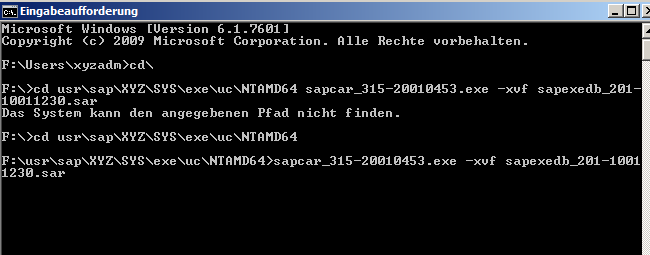 Eingabeaufforderung
Microsoft Windows [Version 6.1.7601]
Copyright (c) 2009 Microsoft Corporation. Alle Rechte vorbehalten.
F:\Users\xyzadm>cd\
F:\>cd usr\sap\XYZ\SYS\exe\uc\NTAMD64 sapcar_315-20010453.exe -xvf sapexedb_201-
10011230.sar
Das System kann den angegebenen Pfad nicht finden.
F:\>cd usr\sap\XYZ\SYS\exe\uc\NTAMD64
F:\usr\sap\XYZ\SYS\exe\uc\NTAMD64>sapcar_315-20010453.exe -xvf sapexedb_201-1001
1230.sar